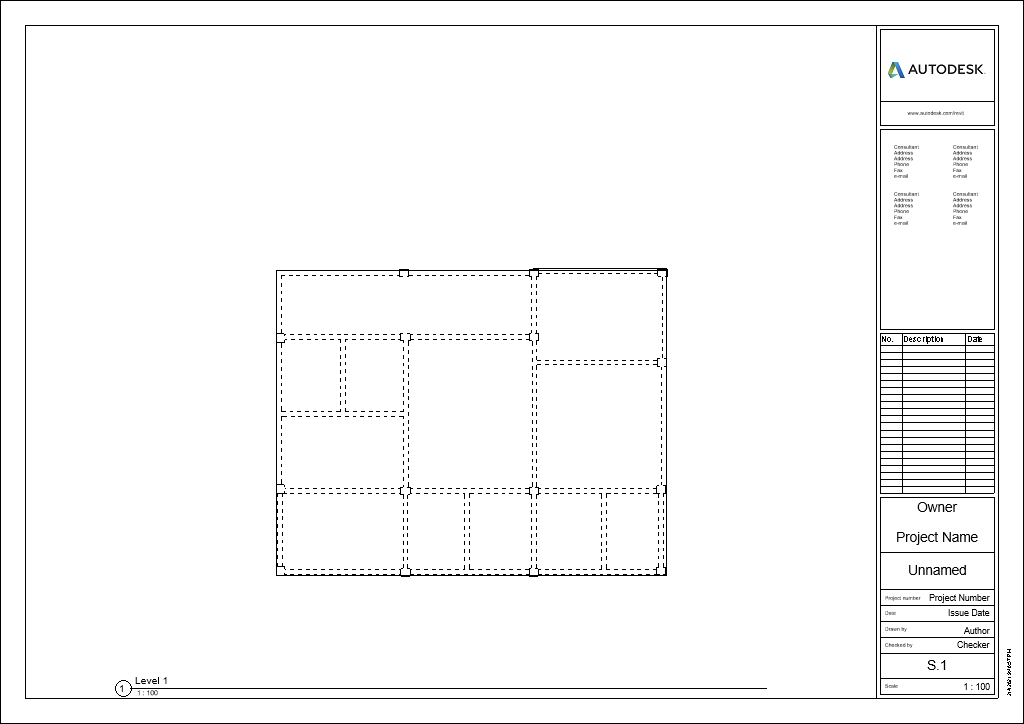 AUTODESK.
www.autodesk.com/revit
Consultant
Address
Address
Phone
Fax
e-mail
Consultant
Address
Address
Phone
Fax
e-mail
Consultant
Address
Address
Phone
Fax
e-mail
Consultant
Address
Address
Phone
Fax
e-mail
No. Description Date
Owner
Project Name
Unnamed
Project number Project Number
Date Issue Date
Drawn by Author
Checked by Checker
S.1
Scale 1 : 100
1 Level 1
1 : 100